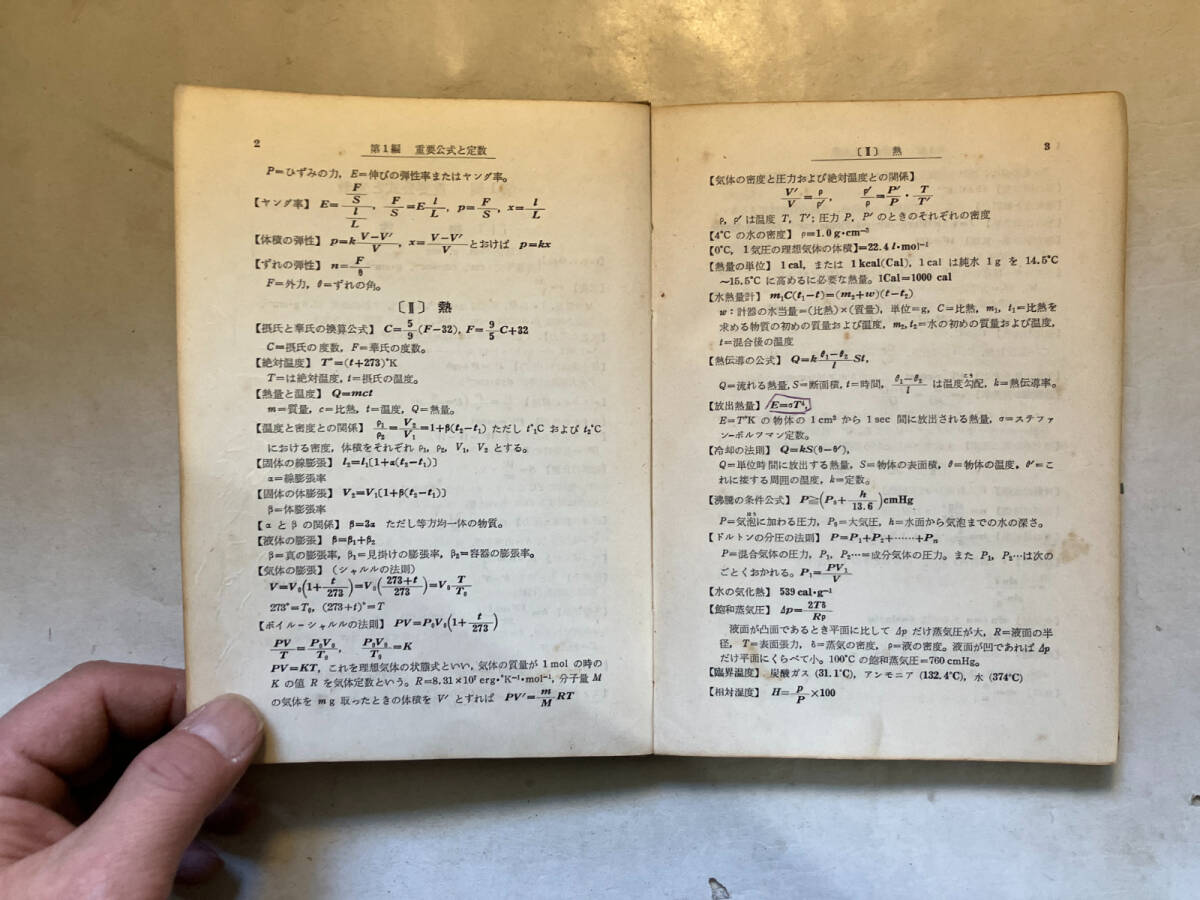 2
第1編 重要公式と定数
P=ひずみの力, E=伸びの弾性率またはヤング率。
【ヤング率】 E=(F/S)/(l/L), F/S=E l/L, p=F/S, x=l/L
【体積の弾性】 p=k (V−V′)/V, x=(V−V′)/V とおけば p=kx
【ずれの弾性】 n=F/θ
F=外力, θ=ずれの角。
〔Ⅱ〕 熱
【摂氏と華氏の換算公式】 C=5/9(F−32), F=9/5 C+32
C=摂氏の度数, F=華氏の度数。
【絶対温度】 T°=(t+273)°K
T=は絶対温度, t=摂氏の温度。
【熱量と温度】 Q=mct
m=質量, c=比熱, t=温度, Q=熱量。
【温度と密度との関係】 ρ₁/ρ₂=V₂/V₁=1+β(t₂−t₁) ただし t₁°C および t₂°C
における密度, 体積をそれぞれ ρ₁, ρ₂, V₁, V₂ とする。
【固体の線膨張】 l₂=l₁[1+α(t₂−t₁)]
α=線膨張率
【固体の体膨張】 V₂=V₁[1+β(t₂−t₁)]
β=体膨張率
【α と β の関係】 β=3α ただし等方均一体の物質。
【液体の膨張】 β=β₁+β₂
β=真の膨張率, β₁=見掛けの膨張率, β₂=容器の膨張率。
【気体の膨張】 (シャルルの法則)
V=V₀(1+t/273)=V₀((273+t)/273)=V₀ T/T₀
273°=T₀, (273+t)°=T
【ボイル−シャルルの法則】 PV=P₀V₀(1+t/273)
PV/T=P₀V₀/T₀, P₀V₀/T₀=K
PV=KT, これを理想気体の状態式といい, 気体の質量が 1 mol の時の
K の値 R を気体定数という。R=8.31×10⁷ erg·°K⁻¹·mol⁻¹, 分子量 M
の気体を m g 取ったときの体積を V′ とすれば PV′=m/M RT
〔Ⅱ〕 熱
3
【気体の密度と圧力および絶対温度との関係】
V′/V=ρ/ρ′, ρ′/ρ=P′/P·T/T′
ρ, ρ′は温度 T, T′; 圧力 P, P′のときのそれぞれの密度
【4°C の水の密度】 ρ=1.0 g·cm⁻³
【0°C, 1気圧の理想気体の体積】=22.4 l·mol⁻¹
【熱量の単位】 1 cal, または 1 kcal(Cal), 1 cal は純水 1 g を 14.5°C
〜15.5°C に高めるに必要な熱量。1Cal=1000 cal
【水熱量計】 m₁C(t₁−t)=(m₂+w)(t−t₂)
w:計器の水当量=(比熱)×(質量), 単位=g, C=比熱, m₁, t₁=比熱を
求める物質の初めの質量および温度, m₂, t₂=水の初めの質量および温度,
t=混合後の温度
【熱伝導の公式】 Q=k (θ₁−θ₂)/l St,
Q=流れる熱量, S=断面積, t=時間, (θ₁−θ₂)/l は温度勾配こう, k=熱伝導率。
【放出熱量】 E=σT⁴,
E=T°K の物体の 1 cm² から 1 sec 間に放出される熱量, σ=ステファ
ン−ボルツマン定数。
【冷却の法則】 Q=kS(θ−θ′),
Q=単位時間に放出する熱量, S=物体の表面積, θ=物体の温度, θ′=こ
れに接する周囲の温度, k=定数。
【沸騰の条件公式】 P≧(P₀+h/13.6)cmHg
P=気泡ほうに加わる圧力, P₀=大気圧, h=水面から気泡までの水の深さ。
【ドルトンの分圧の法則】 P=P₁+P₂+……+Pn
P=混合気体の圧力, P₁, P₂…=成分気体の圧力。また P₁, P₂…は次の
ごとくおかれる。P₁=PV₁/V
【水の気化熱】 539 cal·g⁻¹
【飽和蒸気圧】 Δp=2Tδ/Rρ
液面が凸面であるとき平面に比して Δp だけ蒸気圧が大, R=液面の半
径, T=表面張力, δ=蒸気の密度, ρ=液の密度。液面が凹であれば Δp
だけ平面にくらべて小。100°C の飽和蒸気圧=760 cmHg。
【臨界温度】 炭酸ガス (31.1°C), アンモニア (132.4°C), 水 (374°C)
【相対湿度】 H=p/P×100